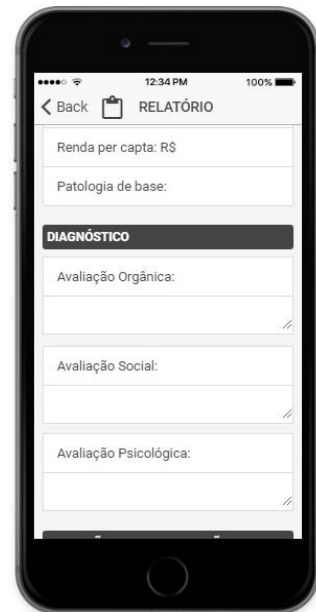 12:34 PM 100%
Back RELATÓRIO
Renda per capta: R$
Patologia de base:
DIAGNÓSTICO
Avaliação Orgânica:
Avaliação Social:
Avaliação Psicológica: